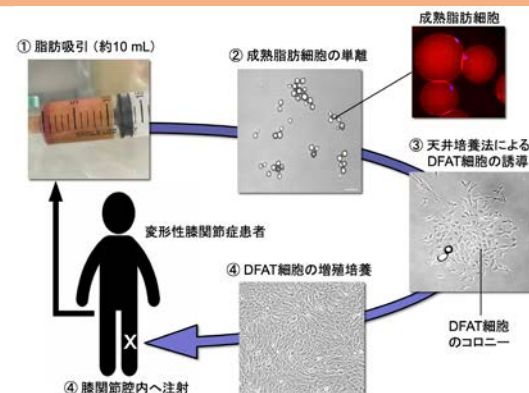 ① 脂肪吸引（約10 mL）
② 成熟脂肪細胞の単離
成熟脂肪細胞
③ 天井培養法による
DFAT細胞の誘導
DFAT細胞
のコロニー
④ DFAT細胞の増殖培養
変形性膝関節症患者
X
④ 膝関節腔内へ注射